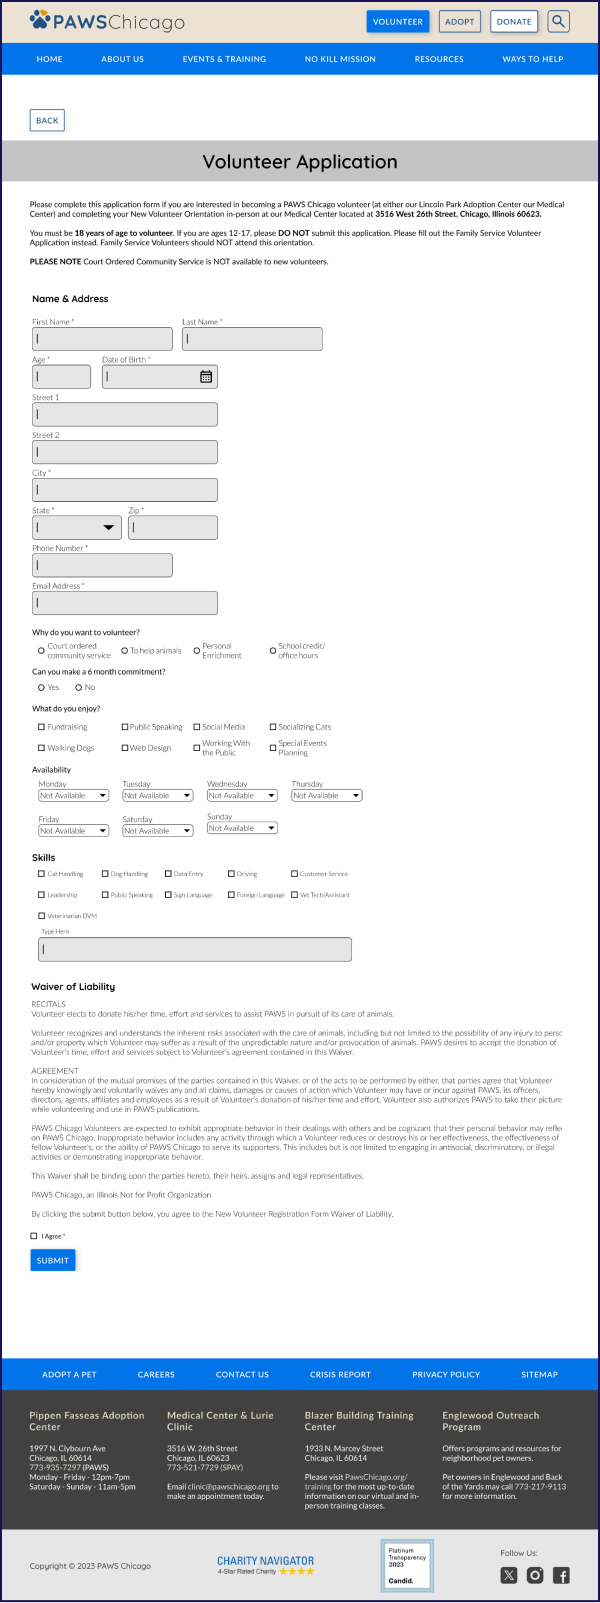 PAWSChicago
VOLUNTEER
ADOPT
DONATE
HOME
ABOUT US
EVENTS & TRAINING
NO KILL MISSION
RESOURCES
WAYS TO HELP
BACK
Volunteer Application
Please complete this application form if you are interested in becoming a PAWS Chicago volunteer (at either our Lincoln Park Adoption Center our Medical
Center) and completing your New Volunteer Orientation in-person at our Medical Center located at 3516 West 26th Street, Chicago, Illinois 60623.
You must be 18 years of age to volunteer. If you are ages 12-17, please DO NOT submit this application. Please fill out the Family Service Volunteer
Application instead. Family Service Volunteers should NOT attend this orientation.
PLEASE NOTE Court Ordered Community Service is NOT available to new volunteers.
Name & Address
First Name *
Last Name *
Age *
Date of Birth *
Street 1
Street 2
City *
State *
Zip *
Phone Number *
Email Address *
Why do you want to volunteer?
Court ordered
community service
To help animals
Personal
Enrichment
School credit/
office hours
Can you make a 6 month commitment?
Yes
No
What do you enjoy?
Fundraising
Public Speaking
Social Media
Socializing Cats
Walking Dogs
Web Design
Working With
the Public
Special Events
Planning
Availability
Monday
Tuesday
Wednesday
Thursday
Not Available
Not Available
Not Available
Not Available
Friday
Saturday
Sunday
Not Available
Not Available
Not Available
Skills
Cat Handling
Dog Handling
Data Entry
Driving
Customer Service
Leadership
Public Speaking
Sign Language
Foreign Language
Vet Tech/Assistant
Veterinarian DVM
Type Here
Waiver of Liability
RECITALS
Volunteer elects to donate his/her time, effort and services to assist PAWS in pursuit of its care of animals.
Volunteer recognizes and understands the inherent risks associated with the care of animals, including but not limited to the possibility of any injury to persc
and/or property which Volunteer may suffer as a result of the unpredictable nature and/or provocation of animals. PAWS desires to accept the donation of
Volunteer's time, effort and services subject to Volunteer's agreement contained in this Waiver.
AGREEMENT
In consideration of the mutual promises of the parties contained in this Waiver, or of the acts to be performed by either, that parties agree that Volunteer
hereby knowingly and voluntarily waives any and all claims, damages or causes of action which Volunteer may have or incur against PAWS, its officers,
directors, agents, affiliates and employees as a result of Volunteer's donation of his/her time and effort. Volunteer also authorizes PAWS to take their picture
while volunteering and use in PAWS publications.
PAWS Chicago Volunteers are expected to exhibit appropriate behavior in their dealings with others and be cognizant that their personal behavior may refle
on PAWS Chicago. Inappropriate behavior includes any activity through which a Volunteer reduces or destroys his or her effectiveness, the effectiveness of
fellow Volunteer's, or the ability of PAWS Chicago to serve its supporters. This includes but is not limited to engaging in antisocial, discriminatory, or illegal
activities or demonstrating inappropriate behavior.
This Waiver shall be binding upon the parties hereto, their heirs, assigns and legal representatives.
PAWS Chicago, an Illinois Not for Profit Organization
By clicking the submit button below, you agree to the New Volunteer Registration Form Waiver of Liability.
I Agree *
SUBMIT
ADOPT A PET
CAREERS
CONTACT US
CRISIS REPORT
PRIVACY POLICY
SITEMAP
Pippen Fasseas Adoption
Center
1997 N. Clybourn Ave
Chicago, IL 60614
773-935-7297 (PAWS)
Monday - Friday - 12pm-7pm
Saturday - Sunday - 11am-5pm
Medical Center & Lurie
Clinic
3516 W. 26th Street
Chicago, IL 60623
773-521-7729 (SPAY)
Email clinic@pawschicago.org to
make an appointment today.
Blazer Building Training
Center
1933 N. Marcey Street
Chicago, IL 60614
Please visit PawsChicago.org/
training for the most up-to-date
information on our virtual and in-
person training classes.
Englewood Outreach
Program
Offers programs and resources for
neighborhood pet owners.
Pet owners in Englewood and Back
of the Yards may call 773-217-9113
for more information.
Copyright © 2023 PAWS Chicago
CHARITY NAVIGATOR
4-Star Rated Charity
Platinum
Transparency
2023
Candid.
Follow Us: